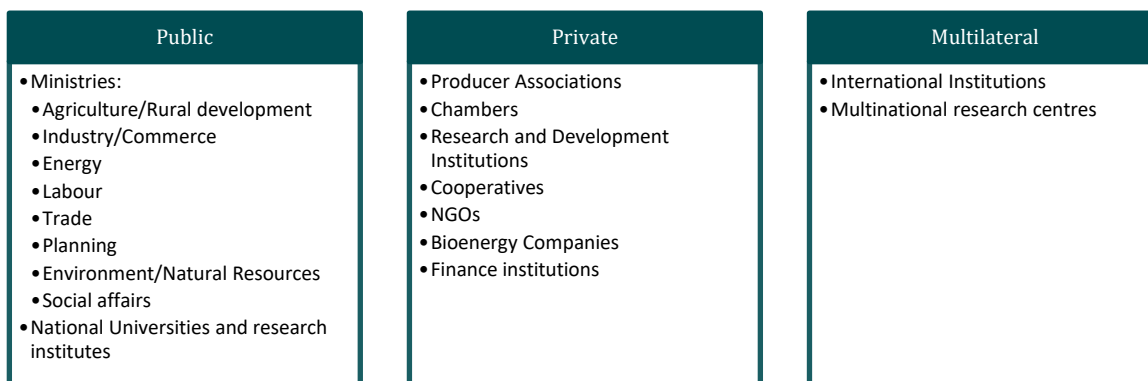 Public
•Ministries:
•Agriculture/Rural development
•Industry/Commerce
•Energy
•Labour
•Trade
•Planning
•Environment/Natural Resources
•Social affairs
•National Universities and research
institutes
Private
•Producer Associations
•Chambers
•Research and Development
Institutions
•Cooperatives
•NGOs
•Bioenergy Companies
•Finance institutions
Multilateral
•International Institutions
•Multinational research centres